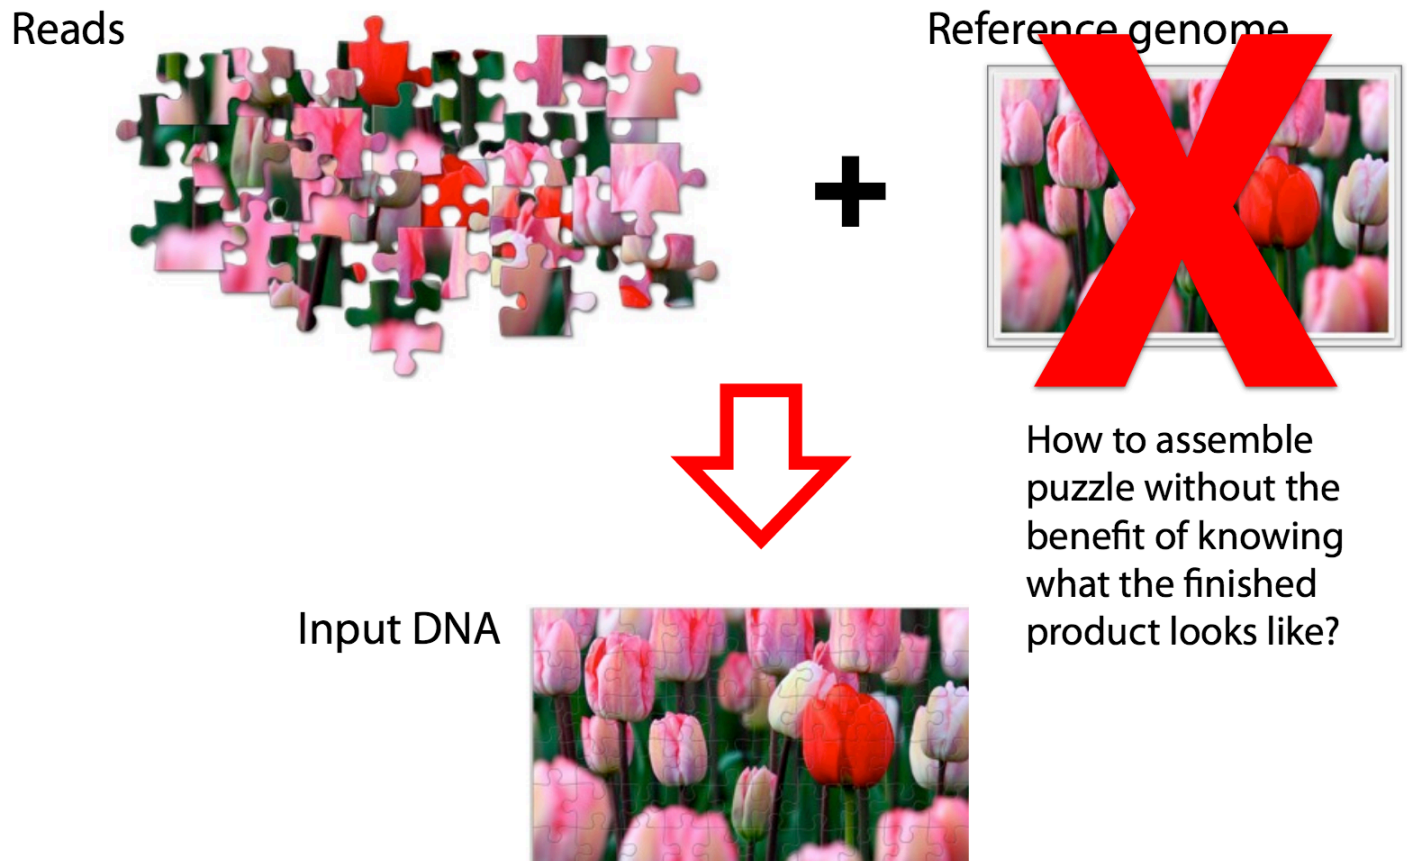 Reads
Reference genome
How to assemble
puzzle without the
benefit of knowing
what the finished
product looks like?
Input DNA